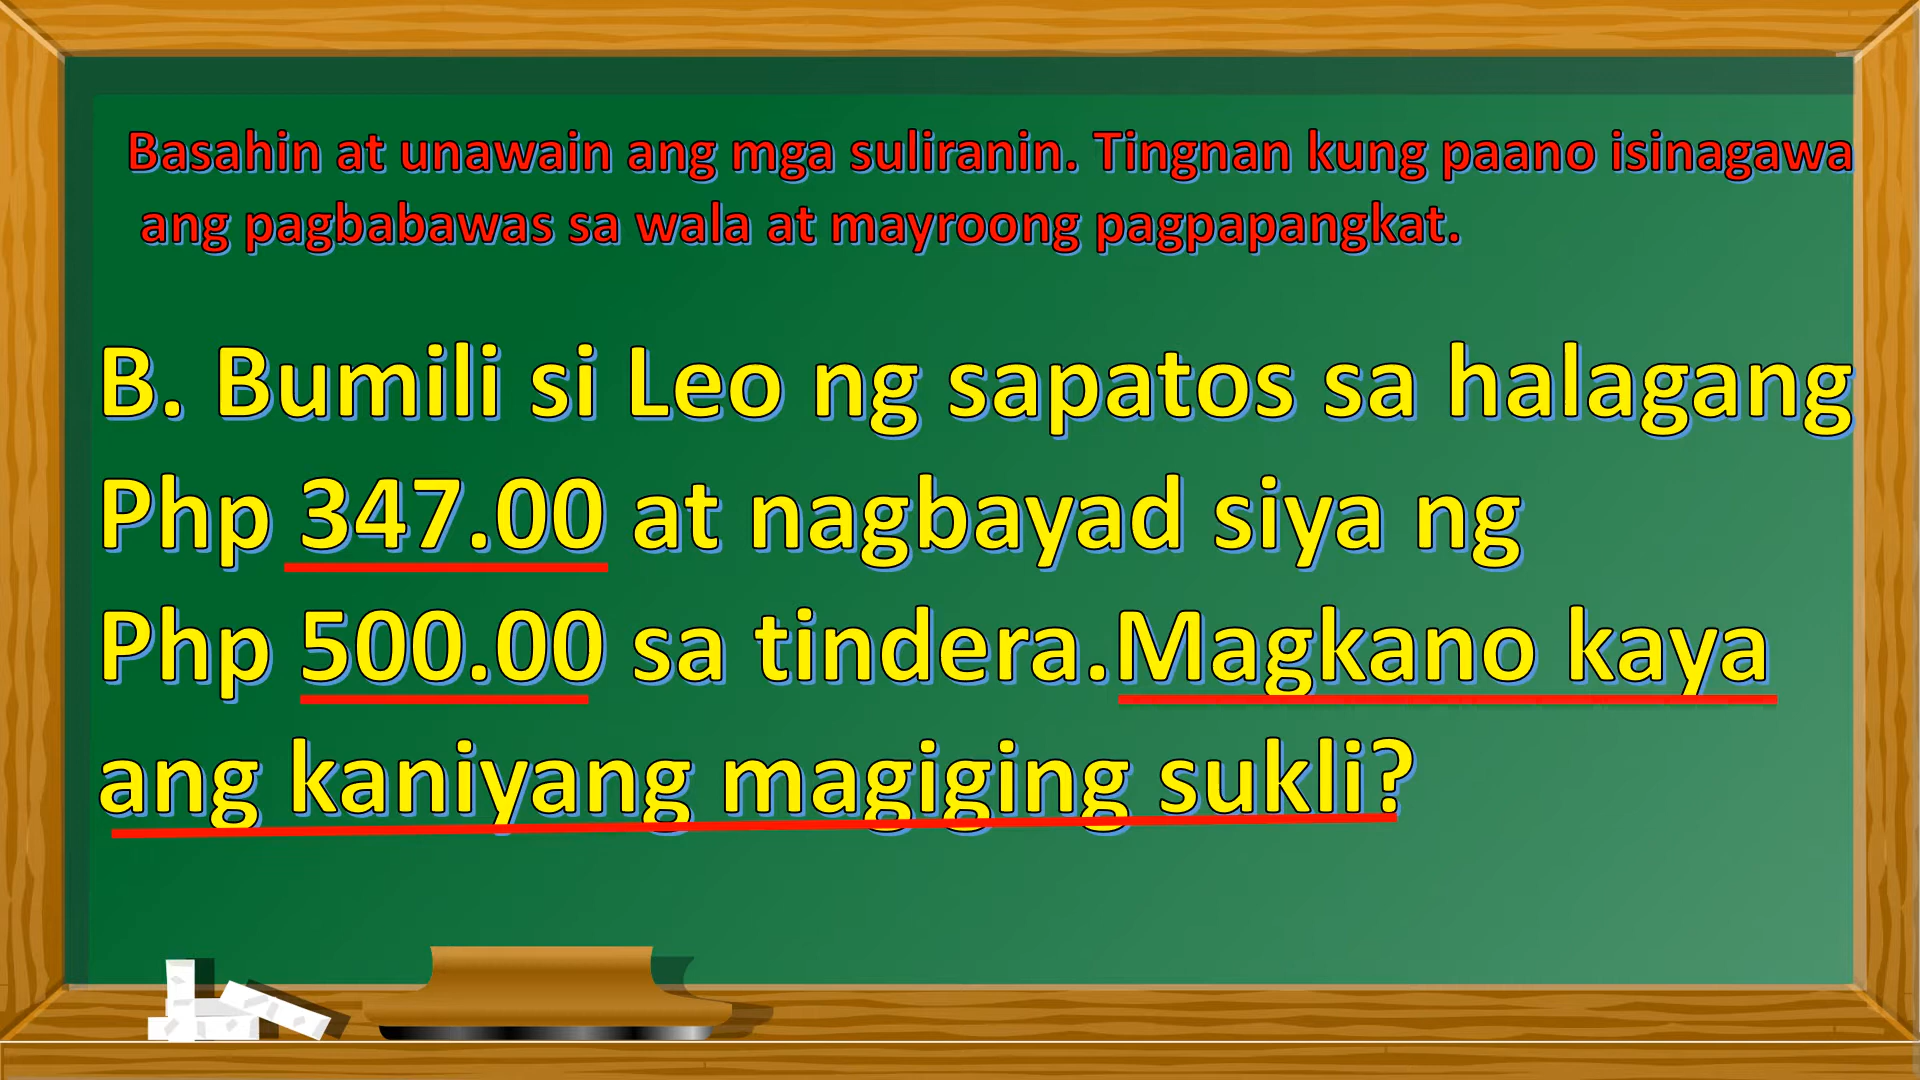 Basahin at unawain ang mga suliranin. Tingnan kung paano isinagawa
ang pagbabawas sa wala at mayroong pagpapangkat.
B. Bumili si Leo ng sapatos sa halagang
Php 347.00 at nagbayad siya ng
Php 500.00 sa tindera.Magkano kaya
ang kaniyang magiging sukli?